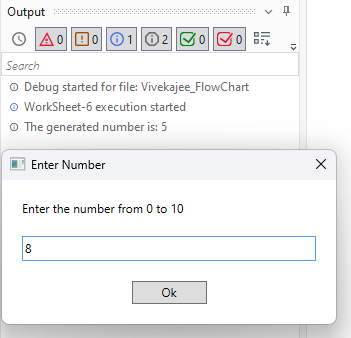 Output
0 0 1 2 0 0
Search
Debug started for file: Vivekajee_FlowChart
WorkSheet-6 execution started
The generated number is: 5
Enter Number
Enter the number from 0 to 10
8
Ok